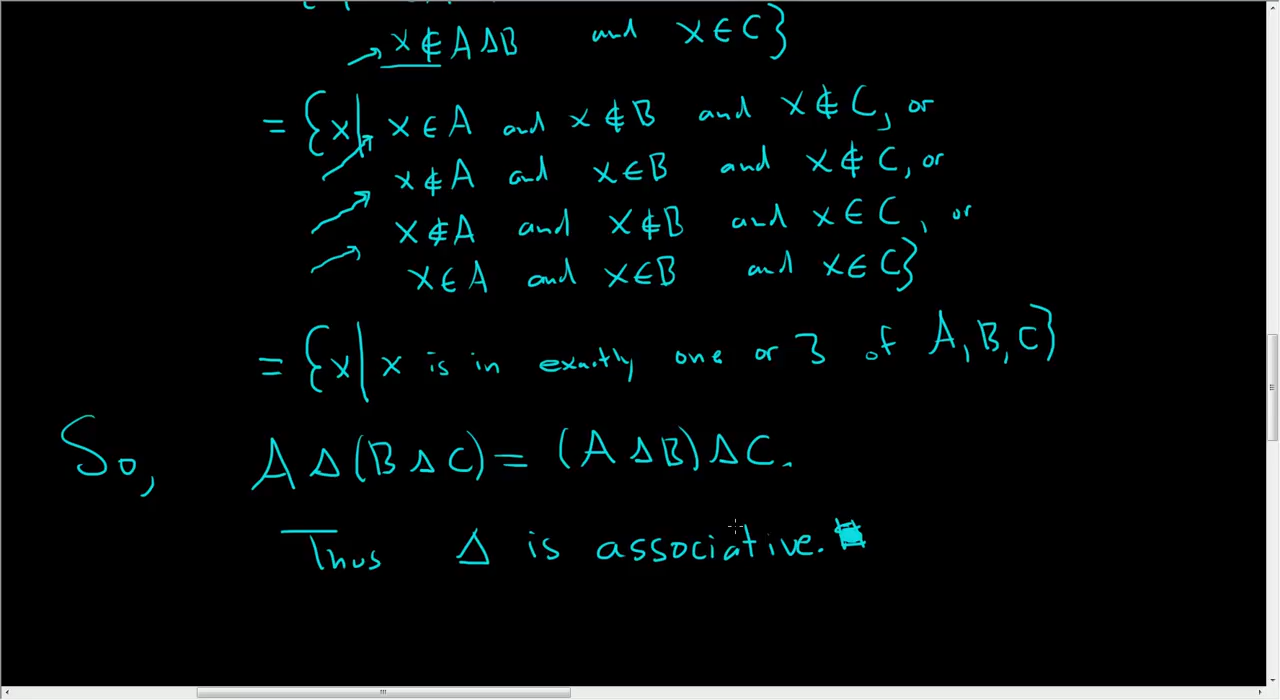 x ∉ A Δ B and x ∈ C}
= {x| x ∈ A and x ∉ B and x ∉ C, or
x ∉ A and x ∈ B and x ∉ C, or
x ∉ A and x ∉ B and x ∈ C, or
x ∈ A and x ∈ B and x ∈ C}
= {x| x is in exactly one or 3 of A, B, C}
So, A Δ (B Δ C) = (A Δ B) Δ C.
Thus Δ is associative.